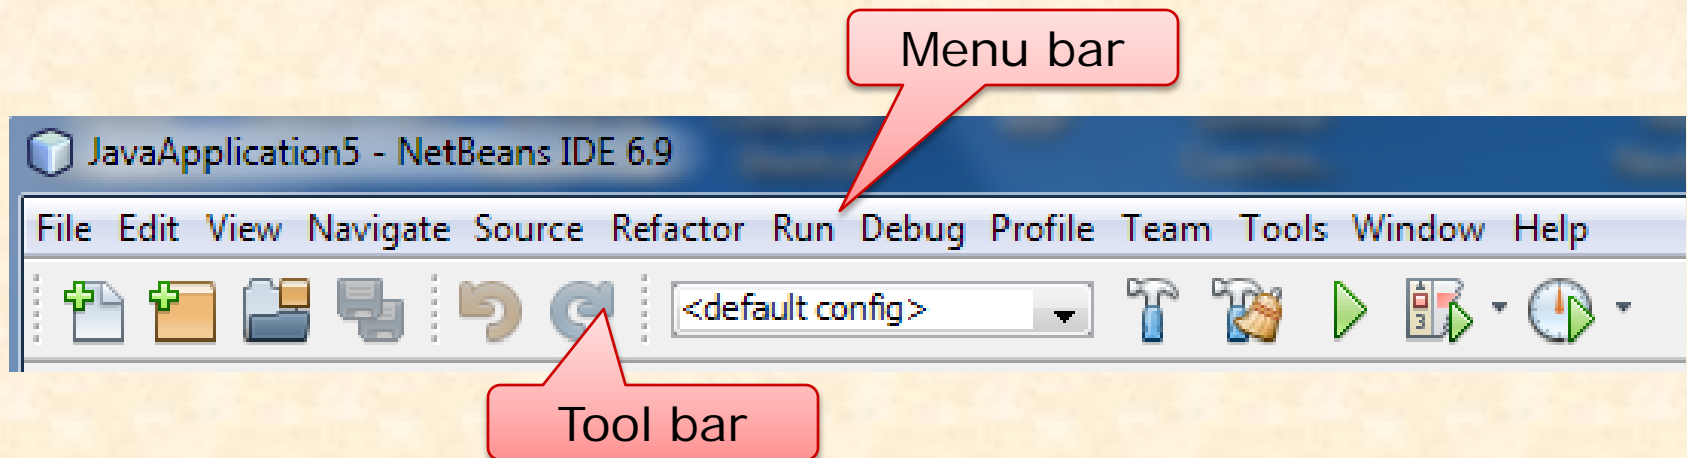 Menu bar
JavaApplication5 - NetBeans IDE 6.9
File Edit View Navigate Source Refactor Run Debug Profile Team Tools Window Help
<default config>
3
Tool bar